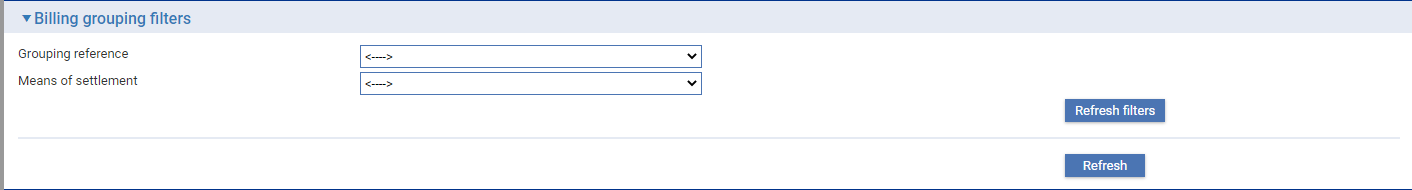 Billing grouping filters
Grouping reference <---->
Means of settlement <---->
Refresh filters
Refresh